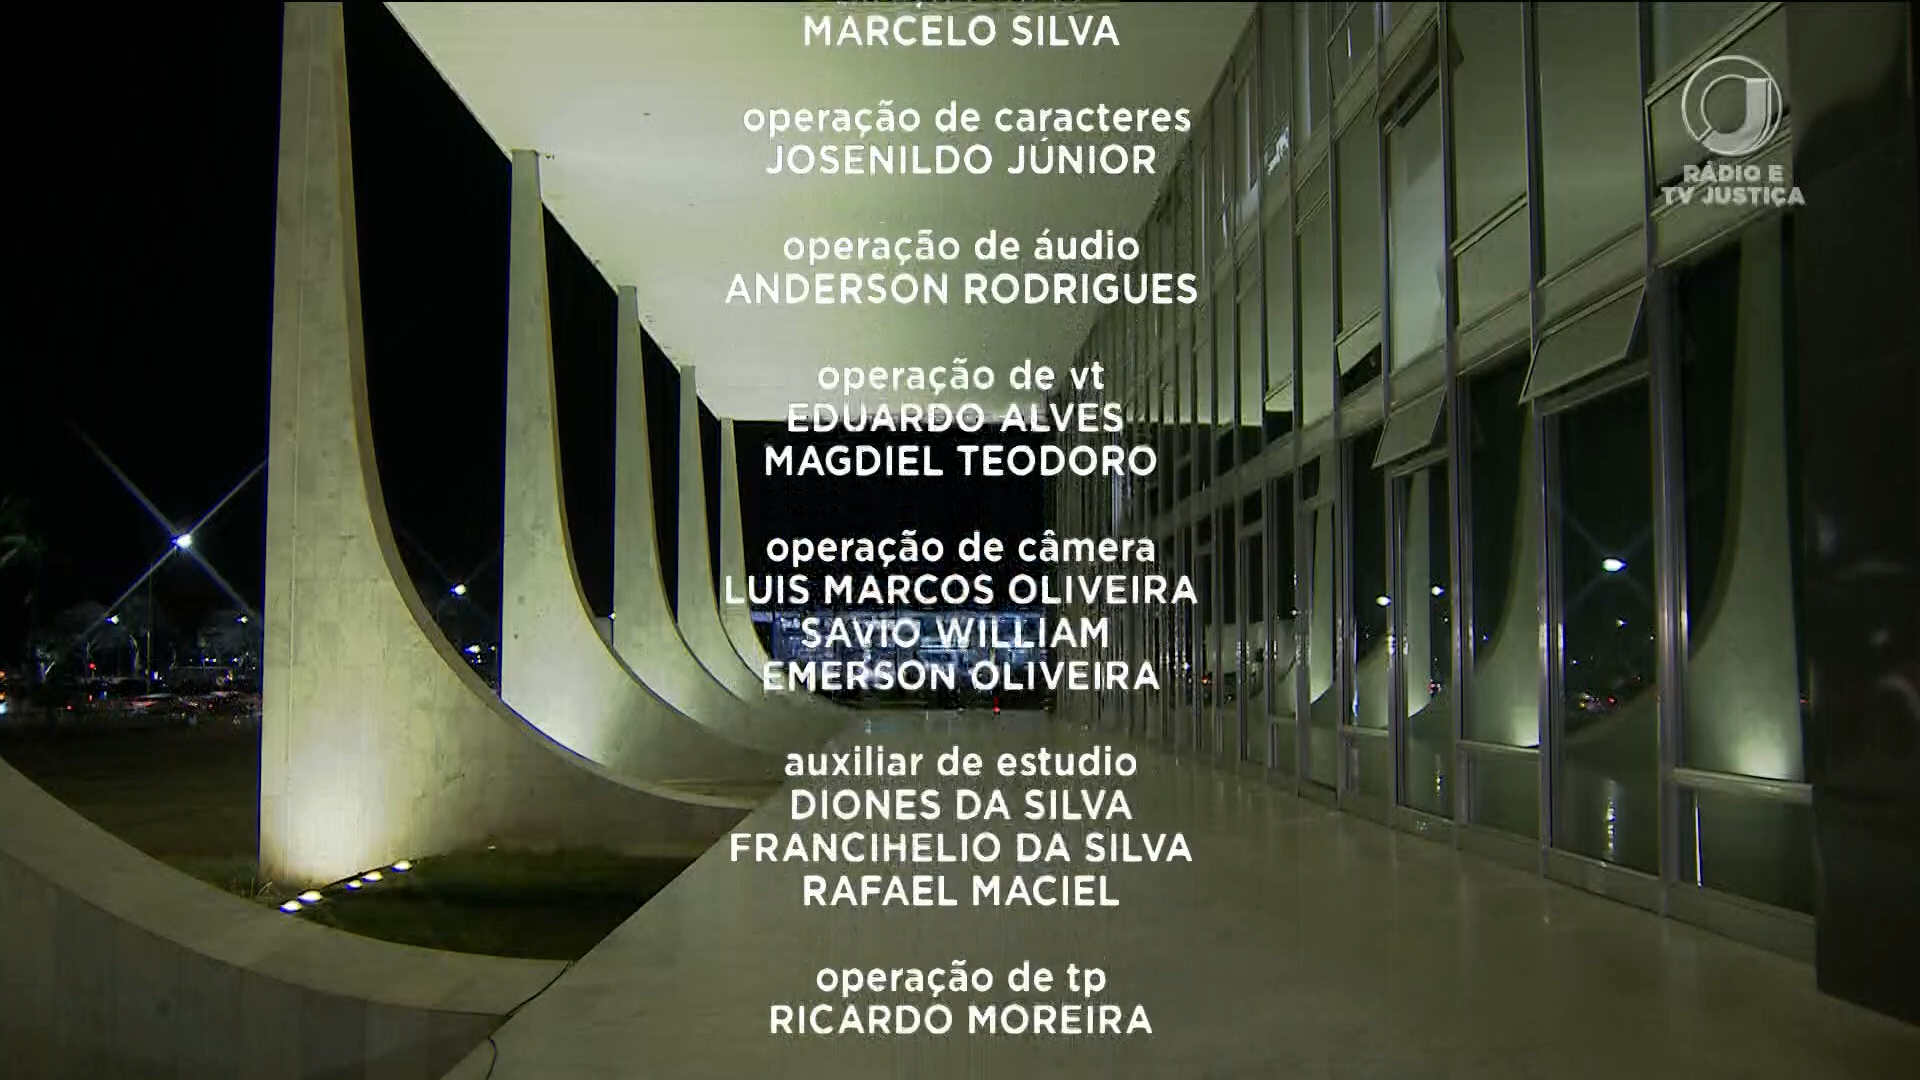 MARCELO SILVA
operação de caracteres
JOSENILDO JÚNIOR
operação de áudio
ANDERSON RODRIGUES
operação de vt
EDUARDO ALVES
MAGDIEL TEODORO
operação de câmera
LUIS MARCOS OLIVEIRA
SAVIO WILLIAM
EMERSON OLIVEIRA
auxiliar de estudio
DIONES DA SILVA
FRANCIHELIO DA SILVA
RAFAEL MACIEL
operação de tp
RICARDO MOREIRA
RÁDIO E
TV JUSTIÇA